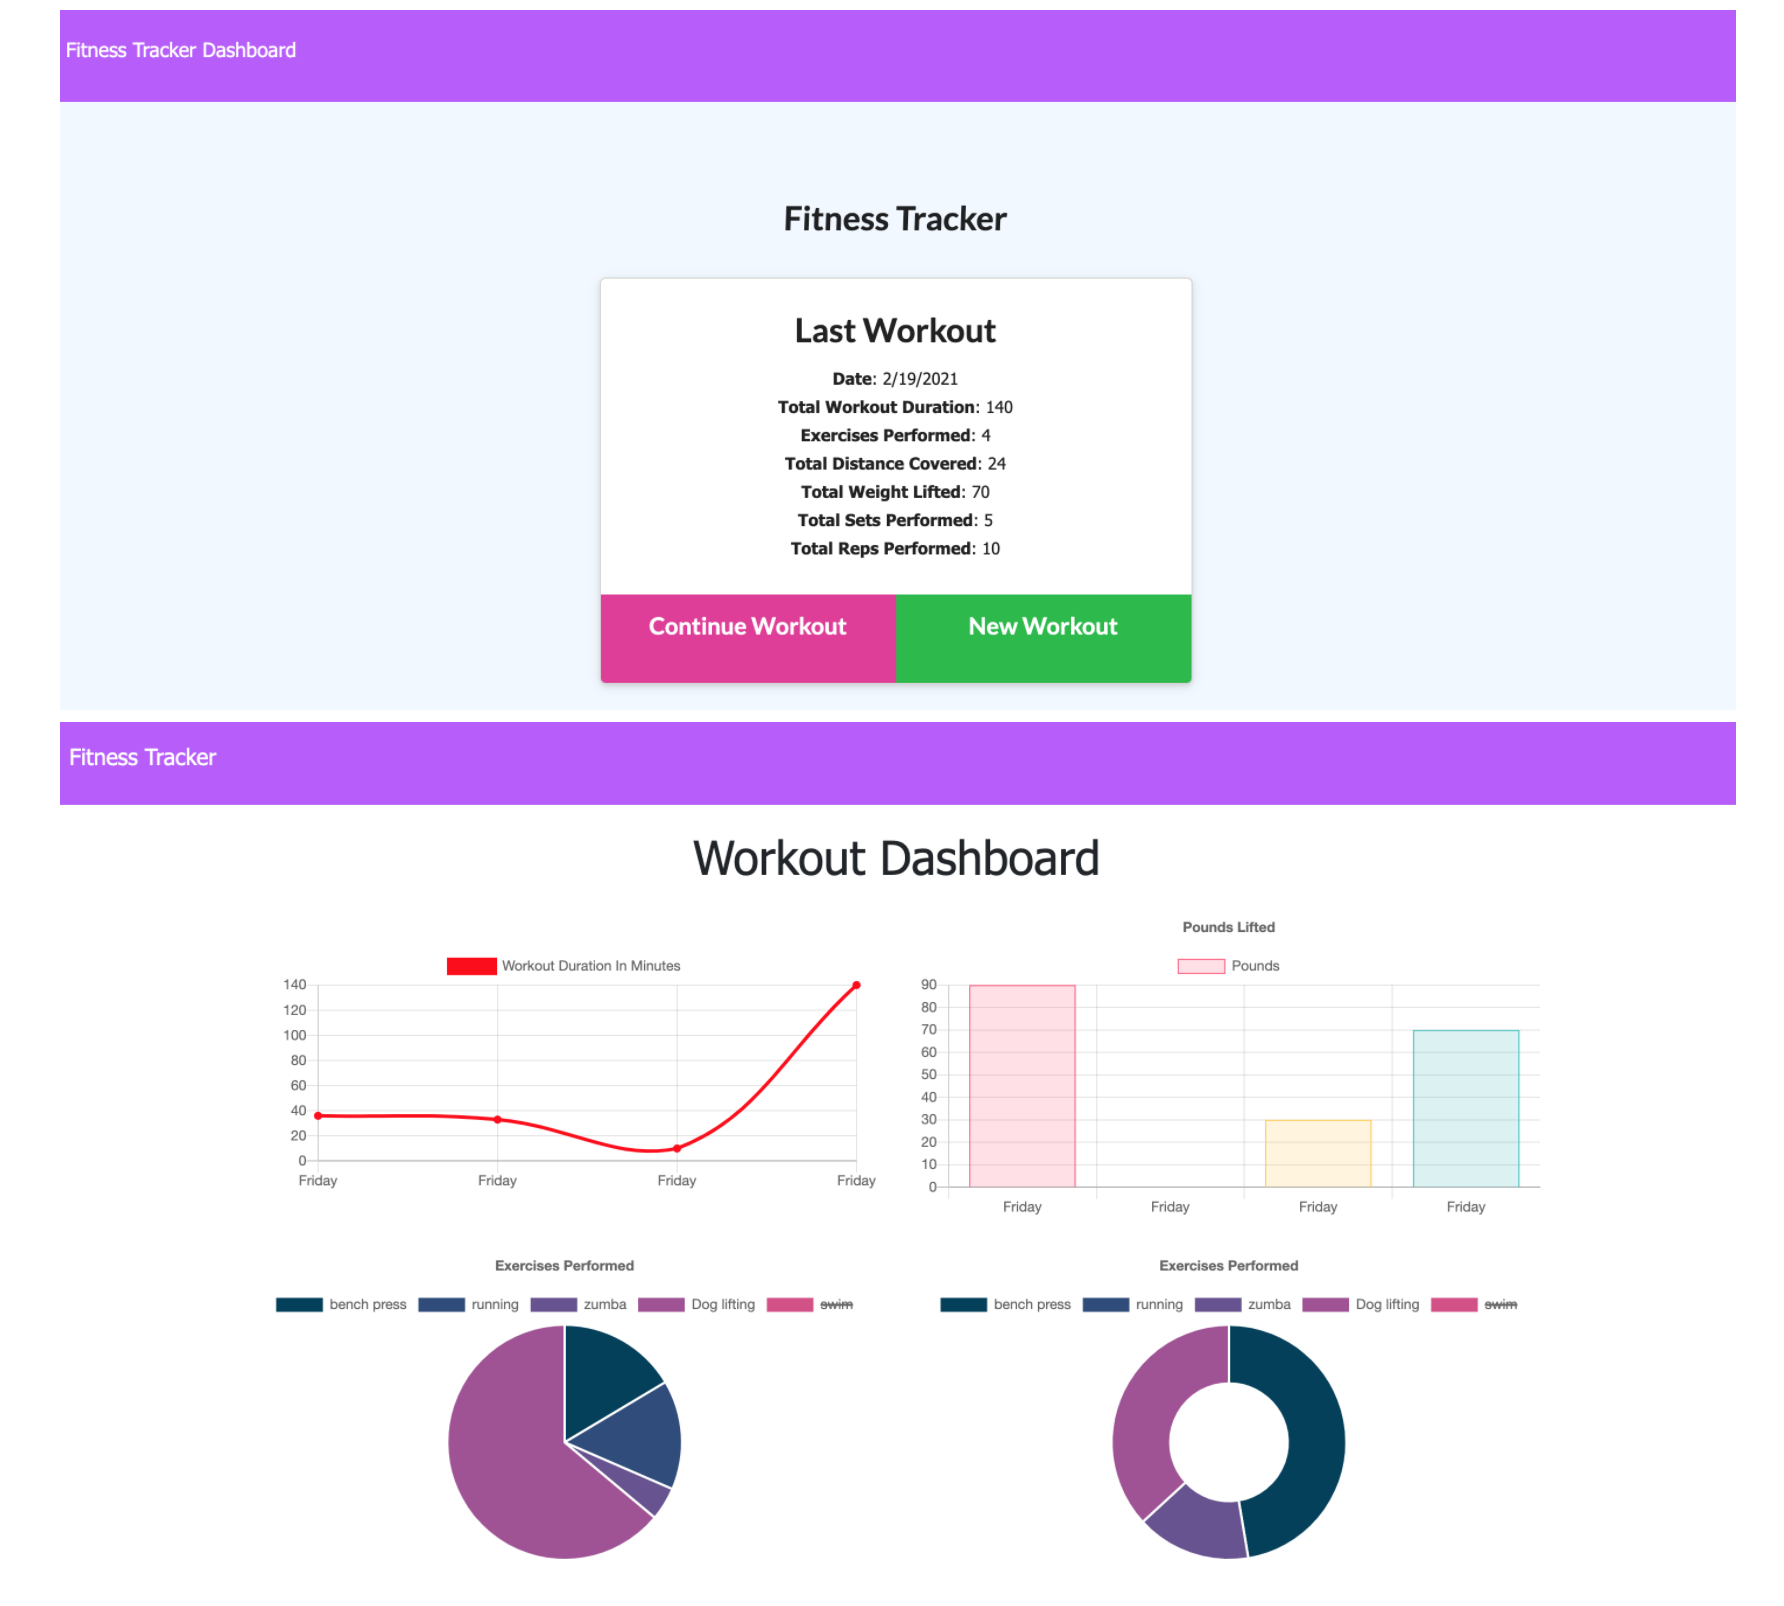 Fitness Tracker Dashboard
Fitness Tracker
Last Workout
Date: 2/19/2021
Total Workout Duration: 140
Exercises Performed: 4
Total Distance Covered: 24
Total Weight Lifted: 70
Total Sets Performed: 5
Total Reps Performed: 10
Continue Workout New Workout
Fitness Tracker
Workout Dashboard
Workout Duration In Minutes
140
120
100
80
60
40
20
0
Friday Friday Friday Friday
Pounds Lifted
Pounds
90
80
70
60
50
40
30
20
10
0
Friday Friday Friday Friday
Exercises Performed
bench press running zumba Dog lifting swim
Exercises Performed
bench press running zumba Dog lifting swim